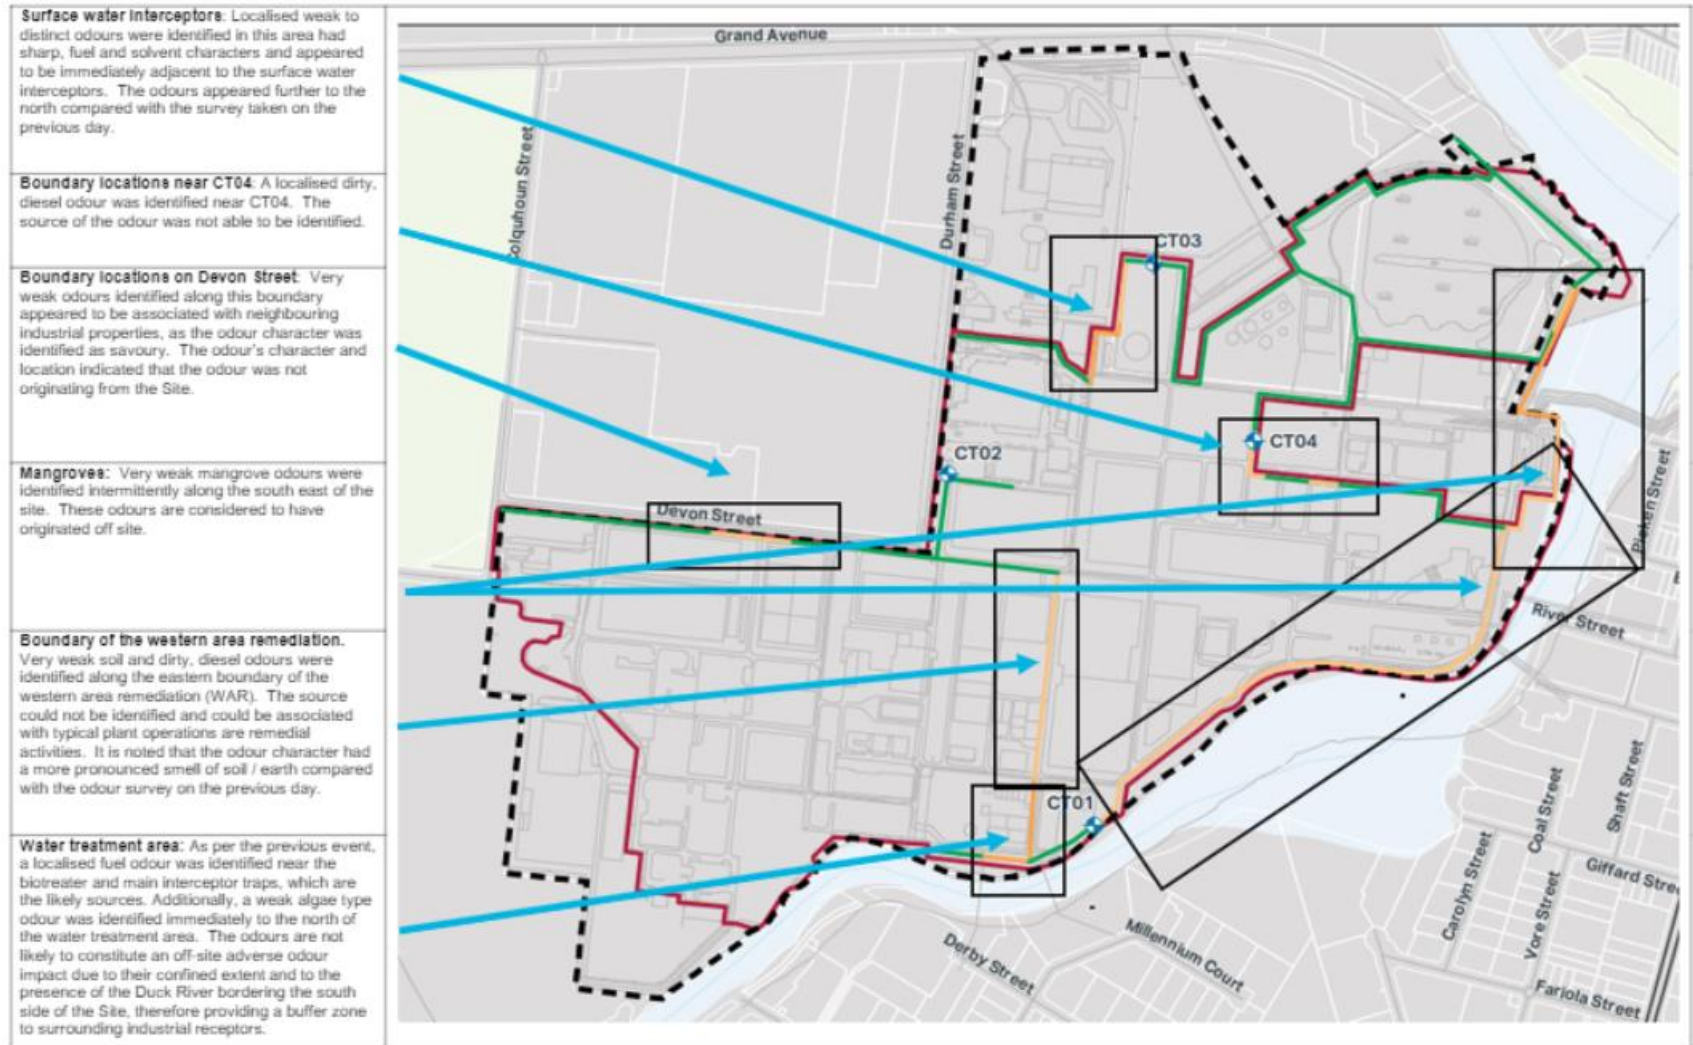 Surface water interceptors: Localised weak to
distinct odours were identified in this area had
sharp, fuel and solvent characters and appeared
to be immediately adjacent to the surface water
interceptors. The odours appeared further to the
north compared with the survey taken on the
previous day.
Boundary locations near CT04: A localised dirty,
diesel odour was identified near CT04. The
source of the odour was not able to be identified.
Boundary locations on Devon Street: Very
weak odours identified along this boundary
appeared to be associated with neighbouring
industrial properties, as the odour character was
identified as savoury. The odour's character and
location indicated that the odour was not
originating from the Site.
Mangroves: Very weak mangrove odours were
identified intermittently along the south east of the
site. These odours are considered to have
originated off site.
Boundary of the western area remediation.
Very weak soil and dirty, diesel odours were
identified along the eastern boundary of the
western area remediation (WAR). The source
could not be identified and could be associated
with typical plant operations are remedial
activities. It is noted that the odour character had
a more pronounced smell of soil / earth compared
with the odour survey on the previous day.
Water treatment area: As per the previous event,
a localised fuel odour was identified near the
biotreater and main interceptor traps, which are
the likely sources. Additionally, a weak algae type
odour was identified immediately to the north of
the water treatment area. The odours are not
likely to constitute an off-site adverse odour
impact due to their confined extent and to the
presence of the Duck River bordering the south
side of the Site, therefore providing a buffer zone
to surrounding industrial receptors.
Grand Avenue
Colquhoun Street
Durham Street
CT03
CT02
CT04
Devon Street
CT01
River Street
Shaft Street
Coal Street
Carolyn Street
Vore Street
Giffard Stree
Millennium Court
Derby Street
Fariola Street